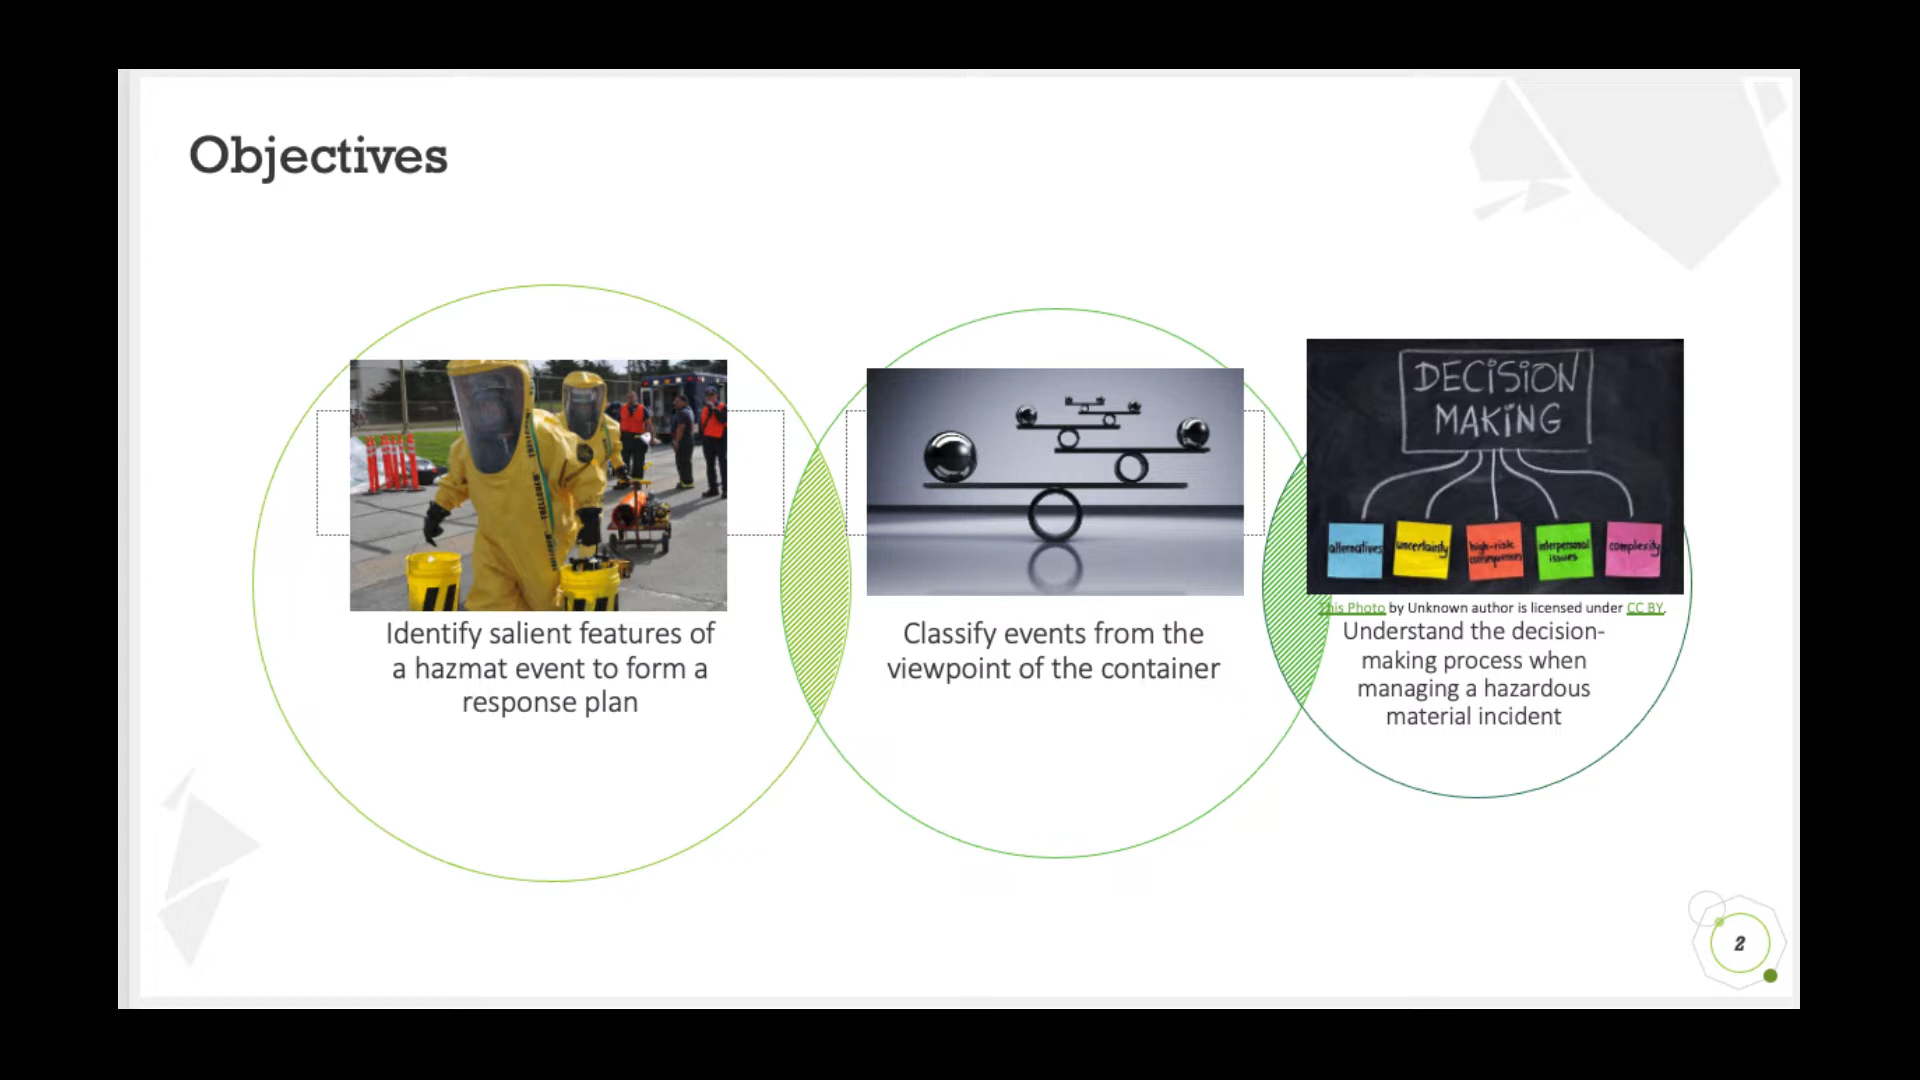 Objectives
TRELLCHEM
DECISION
MAKING
alternatives
uncertainty
high-risk
consequences
interpersonal
issues
complexity
This Photo by Unknown author is licensed under CC BY.
Identify salient features of
a hazmat event to form a
response plan
Classify events from the
viewpoint of the container
Understand the decision-
making process when
managing a hazardous
material incident
2